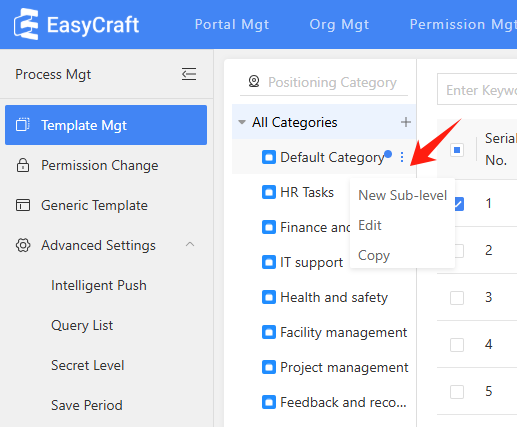 EasyCraft
Portal Mgt
Org Mgt
Permission Mgt
Process Mgt
Template Mgt
Permission Change
Generic Template
Advanced Settings
Intelligent Push
Query List
Secret Level
Save Period
Positioning Category
All Categories
Default Category
HR Tasks
Finance and
IT support
Health and safety
Facility management
Project management
Feedback and reco...
New Sub-level
Edit
Copy
Enter Keywo
Serial
No.
1
2
3
4
5